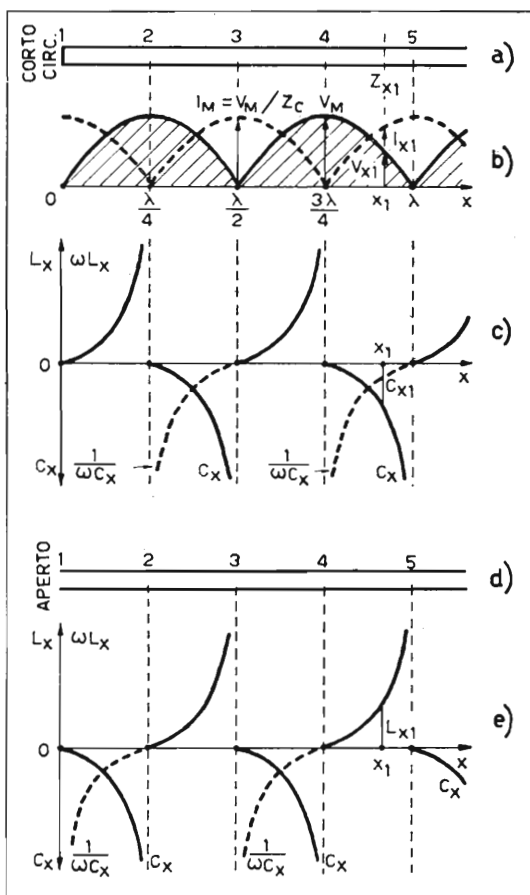 CORTO
CIRC.
1 2 3 4 5
a)
Z_X1
I_M = V_M / Z_C V_M I_X1
V_X1
b)
0 λ/4 λ/2 3λ/4 x_1 λ x
L_X ωL_X
c)
0 x_1 x
C_X1
C_X 1/ωC_X C_X 1/ωC_X C_X
APERTO
1 2 3 4 5
d)
L_X ωL_X
e)
L_X1
0 x_1 x
C_X
C_X 1/ωC_X C_X 1/ωC_X C_X